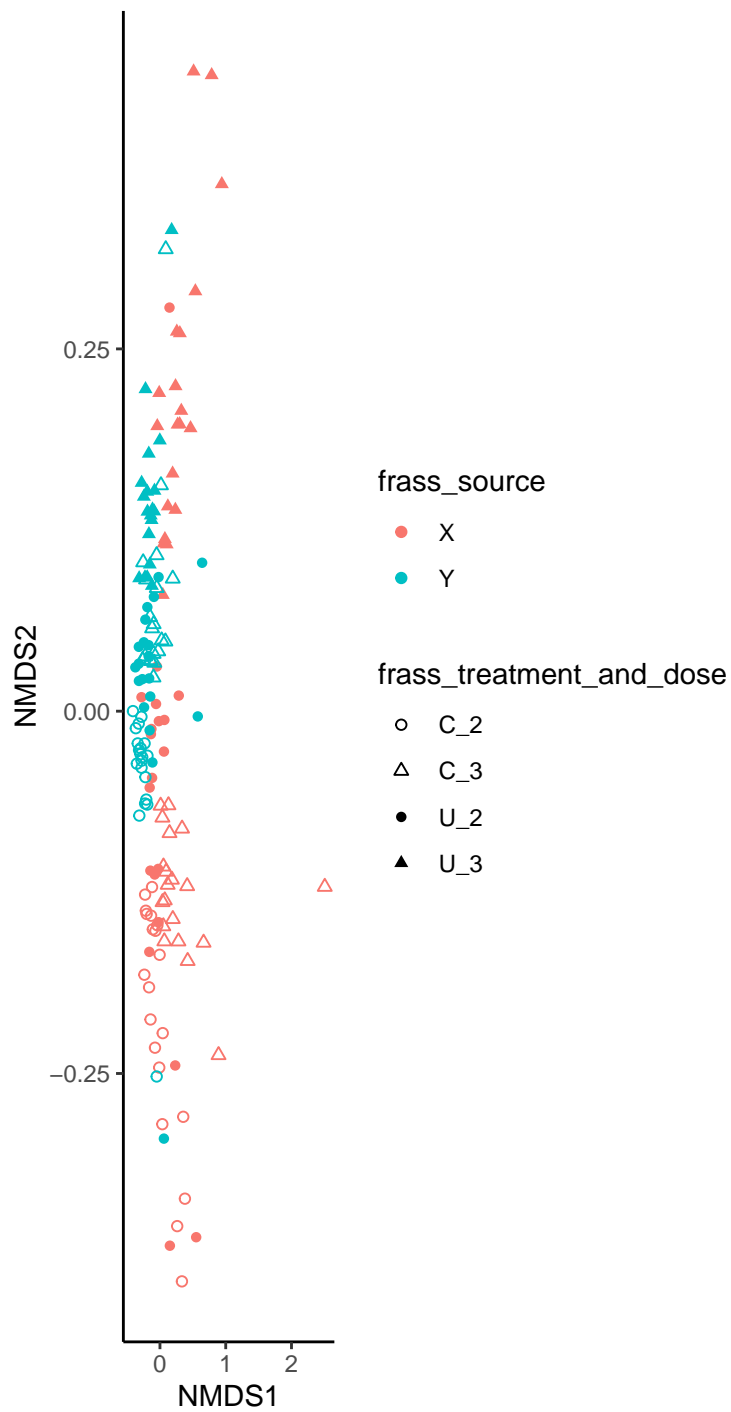 NMDS2
0.25
0.00
−0.25
0
1
2
NMDS1
frass_source
X
Y
frass_treatment_and_dose
C_2
C_3
U_2
U_3